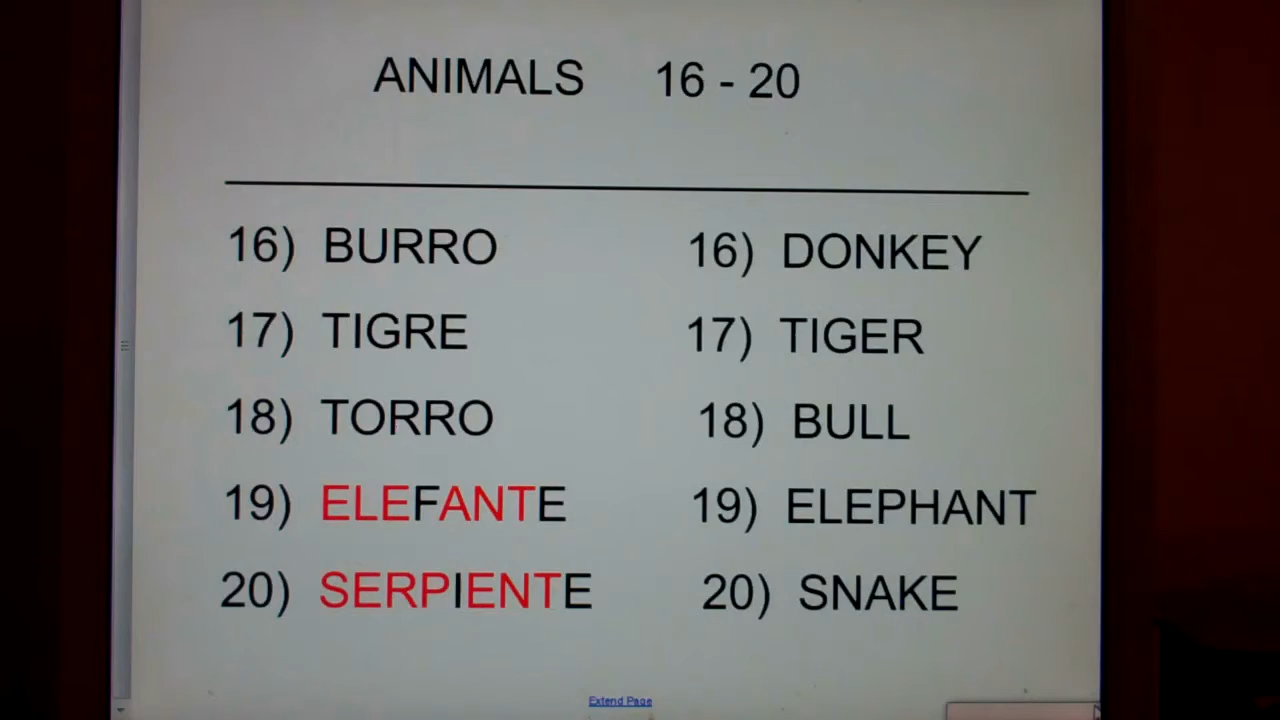 ANIMALS 16 - 20
16) BURRO 16) DONKEY
17) TIGRE 17) TIGER
18) TORRO 18) BULL
19) ELEFANTE 19) ELEPHANT
20) SERPIENTE 20) SNAKE
Extend Page